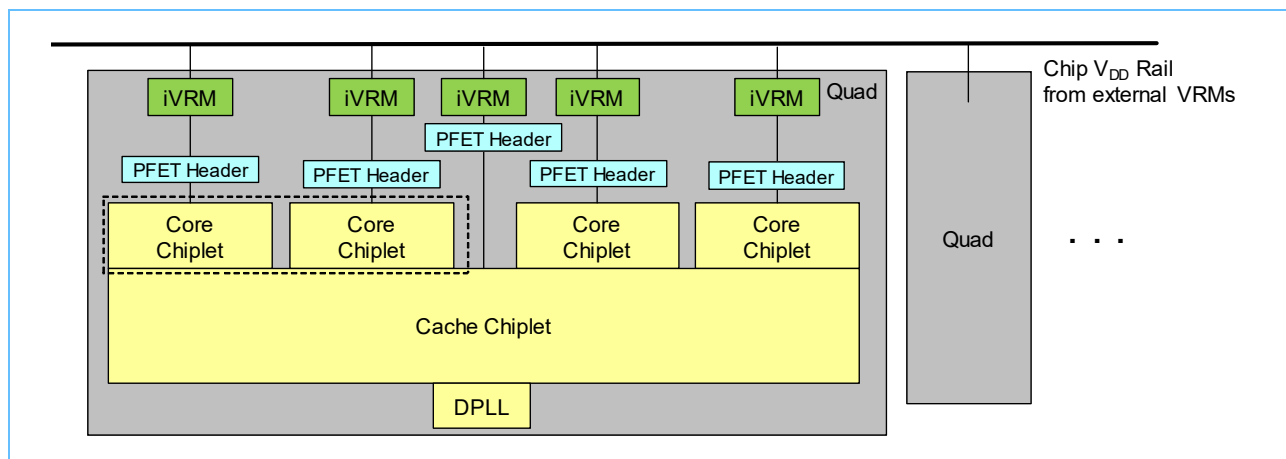 Chip VDD Rail
from external VRMs
iVRM
iVRM
iVRM
iVRM
iVRM
Quad
PFET Header
PFET Header
PFET Header
PFET Header
PFET Header
Core
Chiplet
Core
Chiplet
Core
Chiplet
Core
Chiplet
Quad
. . .
Cache Chiplet
DPLL